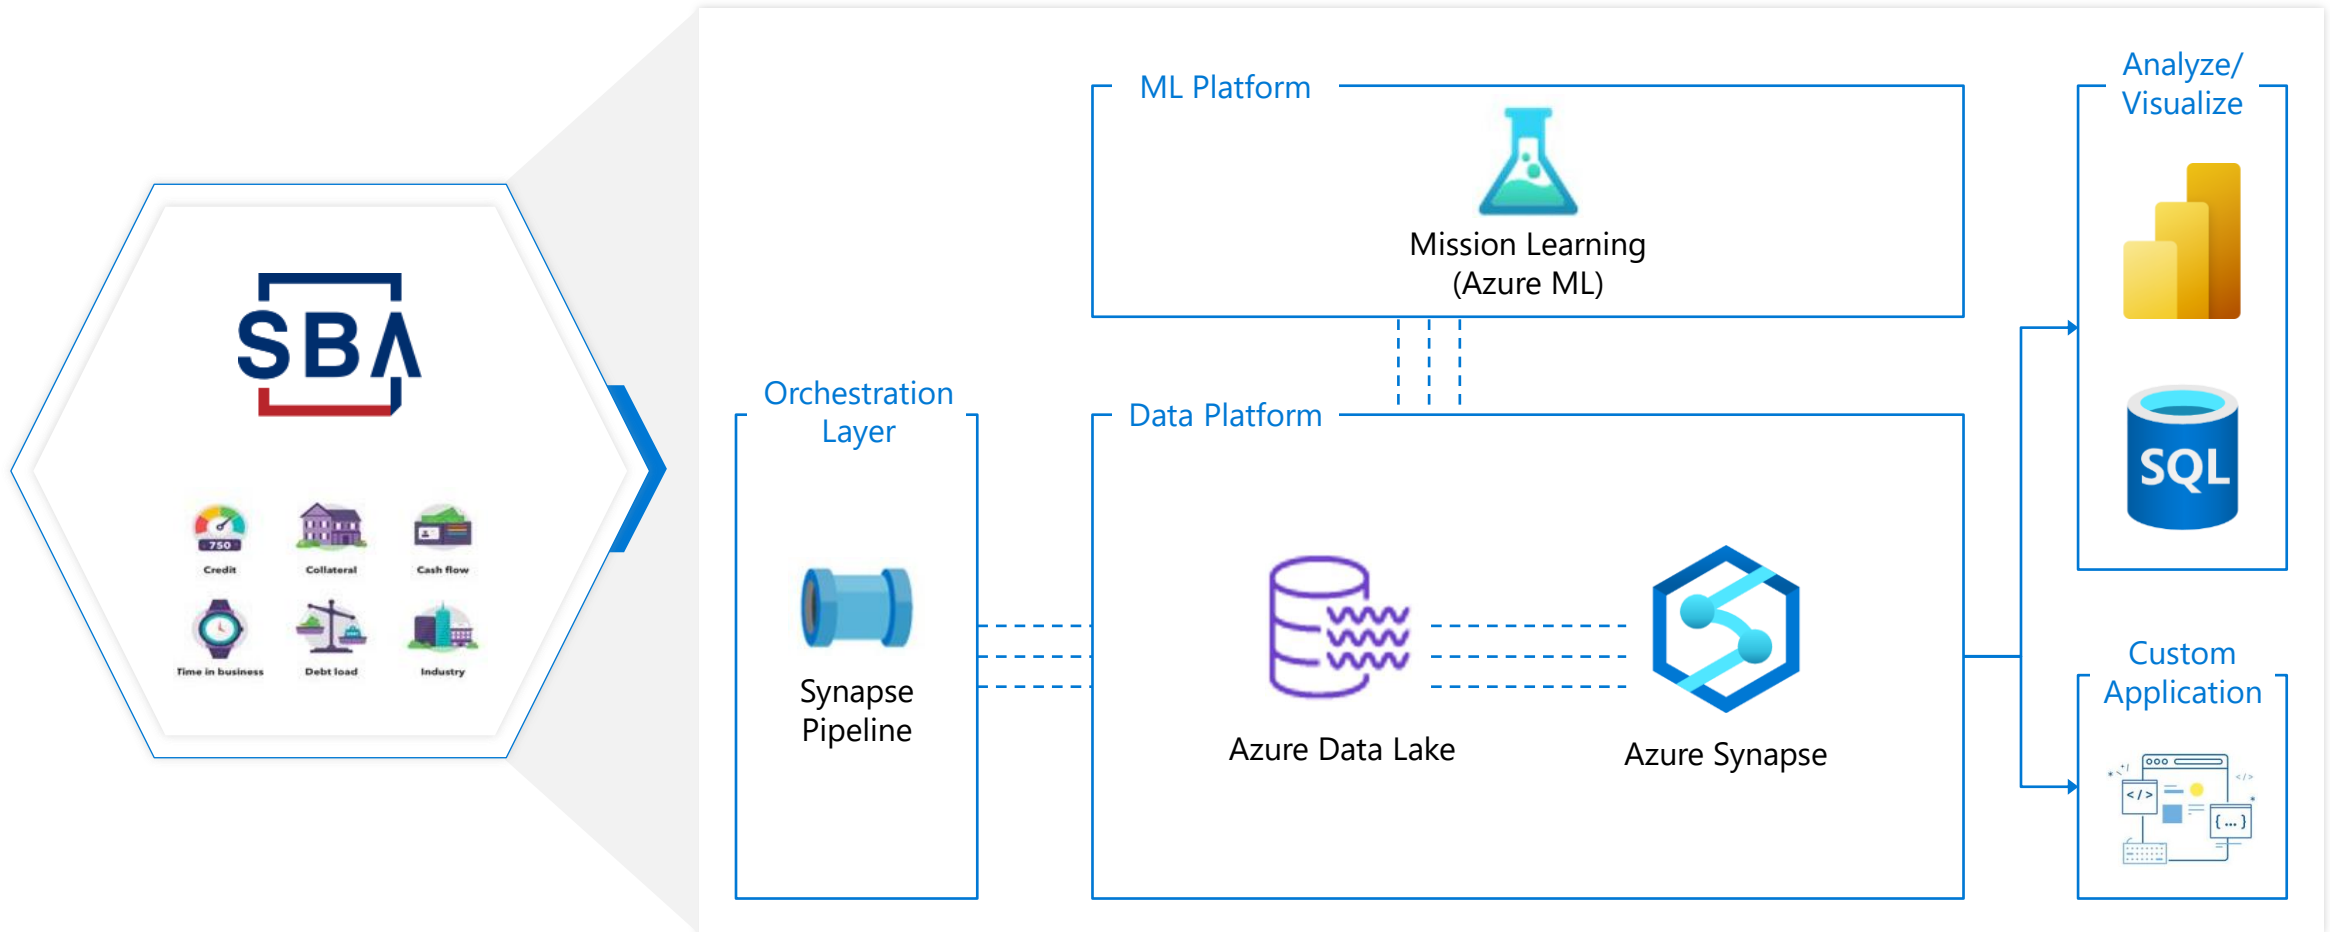 SBA
750
Credit
Collateral
Cash flow
Time in business
Debt load
Industry
Orchestration
Layer
Synapse
Pipeline
ML Platform
Mission Learning
(Azure ML)
Data Platform
Azure Data Lake
Azure Synapse
Analyze/
Visualize
SQL
Custom
Application
</>
</>
{ ... }